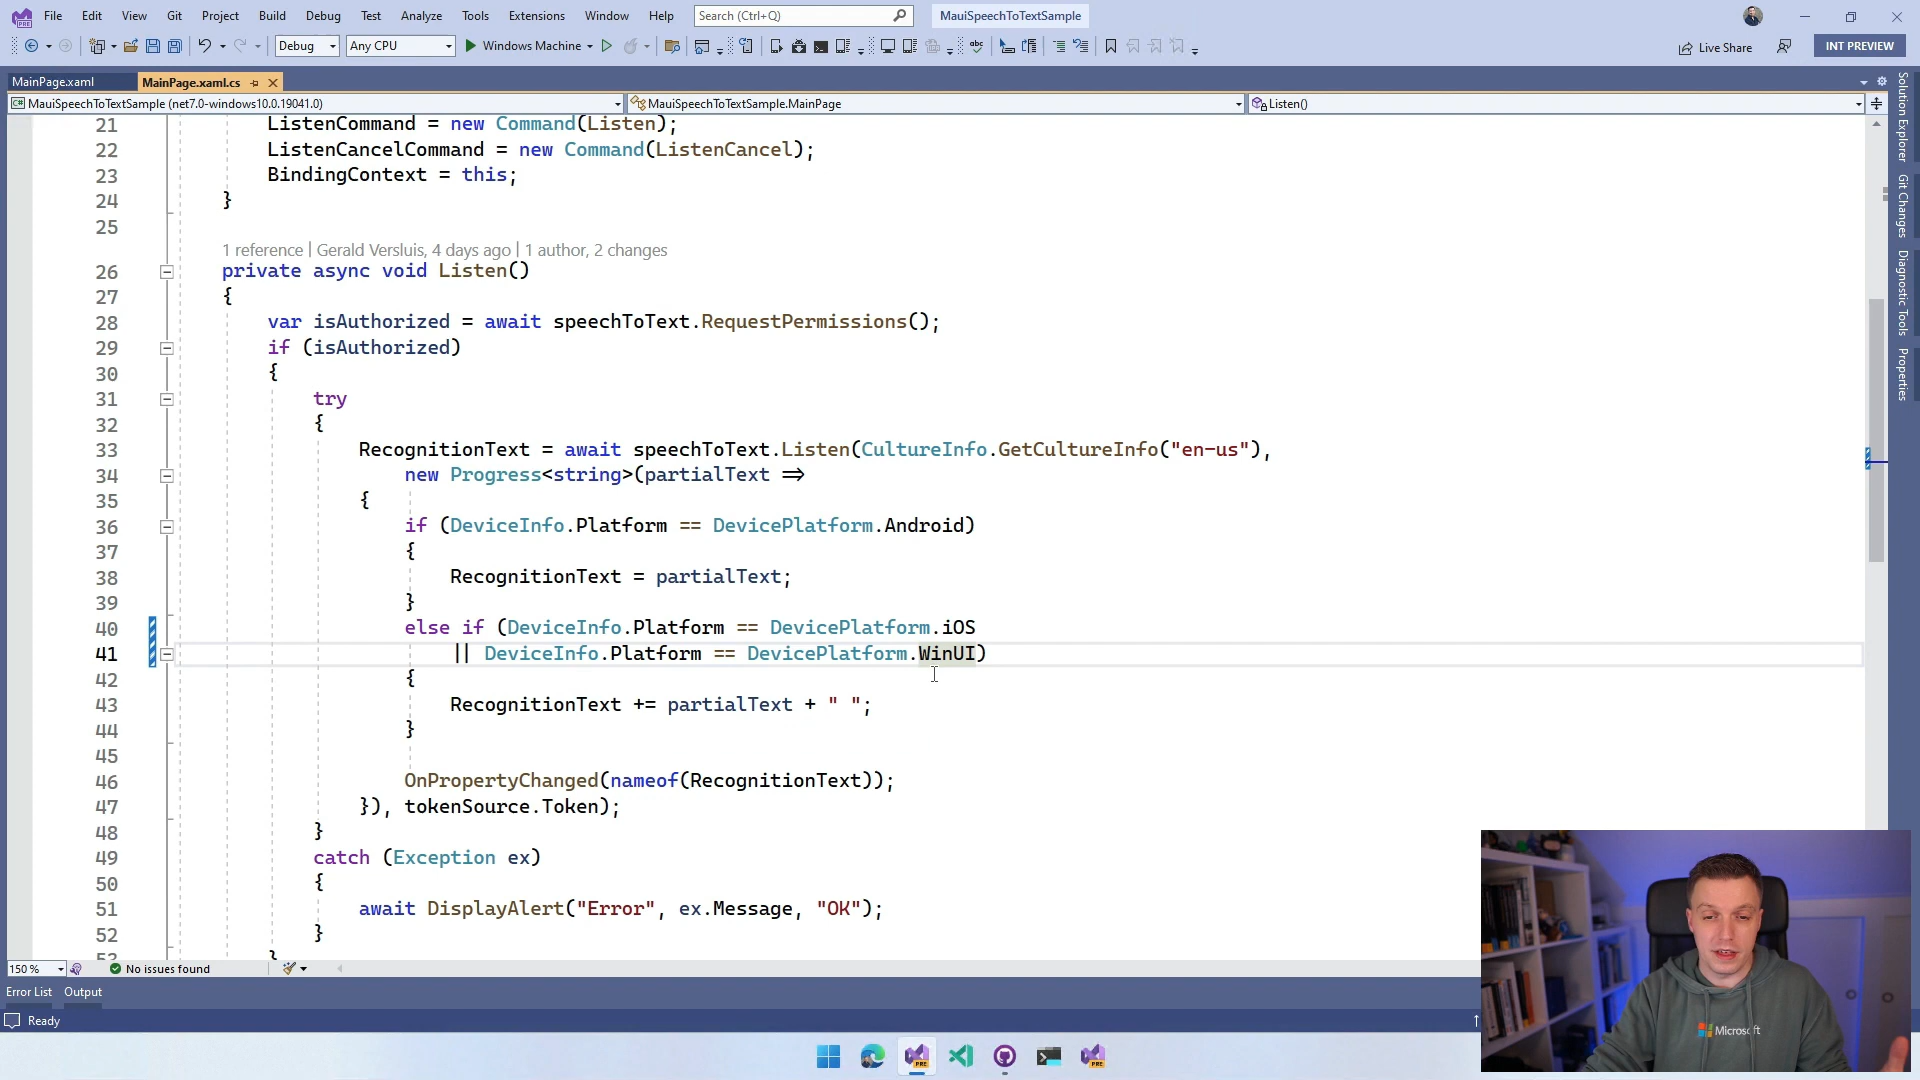 File Edit View Git Project Build Debug Test Analyze Tools Extensions Window Help Search (Ctrl+Q) MauiSpeechToTextSample
Debug Any CPU Windows Machine Live Share INT PREVIEW
MainPage.xaml MainPage.xaml.cs
MauiSpeechToTextSample (net7.0-windows10.0.19041.0) MauiSpeechToTextSample.MainPage Listen()
21 ListenCommand = new Command(Listen);
22 ListenCancelCommand = new Command(ListenCancel);
23 BindingContext = this;
24 }
25
1 reference | Gerald Versluis, 4 days ago | 1 author, 2 changes
26 private async void Listen()
27 {
28 var isAuthorized = await speechToText.RequestPermissions();
29 if (isAuthorized)
30 {
31 try
32 {
33 RecognitionText = await speechToText.Listen(CultureInfo.GetCultureInfo("en-us"),
34 new Progress<string>(partialText =>
35 {
36 if (DeviceInfo.Platform == DevicePlatform.Android)
37 {
38 RecognitionText = partialText;
39 }
40 else if (DeviceInfo.Platform == DevicePlatform.iOS
41 || DeviceInfo.Platform == DevicePlatform.WinUI)
42 {
43 RecognitionText += partialText + " ";
44 }
45
46 OnPropertyChanged(nameof(RecognitionText));
47 }), tokenSource.Token);
48 }
49 catch (Exception ex)
50 {
51 await DisplayAlert("Error", ex.Message, "OK");
52 }
53 }
150 % No issues found
Error List Output
Ready
Solution Explorer
Git Changes
Diagnostic Tools
Properties
Microsoft